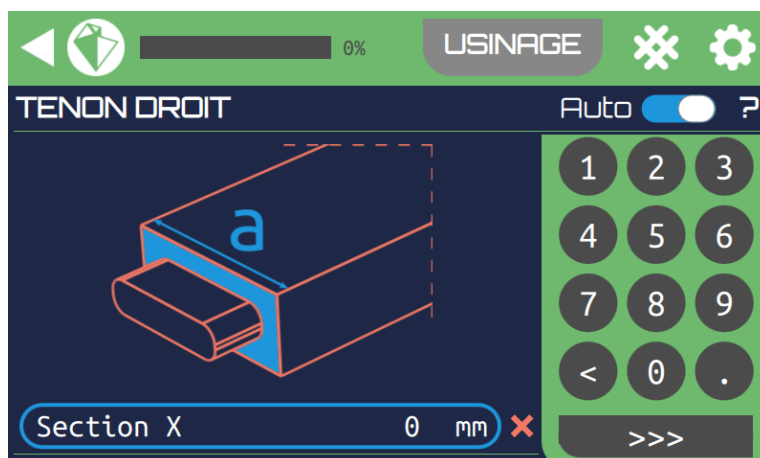 0%
USINAGE
TENON DROIT
Auto
?
a
1 2 3
4 5 6
7 8 9
< 0 .
Section X 0 mm
>>>